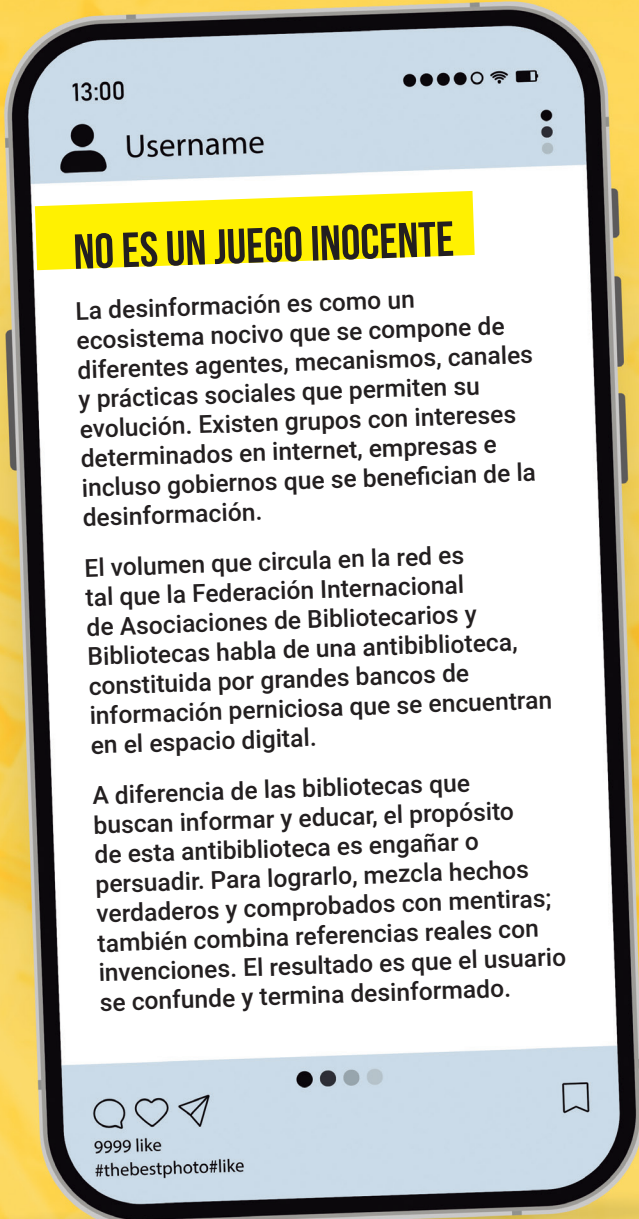 13:00
Username
NO ES UN JUEGO INOCENTE
La desinformación es como un
ecosistema nocivo que se compone de
diferentes agentes, mecanismos, canales
y prácticas sociales que permiten su
evolución. Existen grupos con intereses
determinados en internet, empresas e
incluso gobiernos que se benefician de la
desinformación.
El volumen que circula en la red es
tal que la Federación Internacional
de Asociaciones de Bibliotecarios y
Bibliotecas habla de una antibiblioteca,
constituida por grandes bancos de
información perniciosa que se encuentran
en el espacio digital.
A diferencia de las bibliotecas que
buscan informar y educar, el propósito
de esta antibiblioteca es engañar o
persuadir. Para lograrlo, mezcla hechos
verdaderos y comprobados con mentiras;
también combina referencias reales con
invenciones. El resultado es que el usuario
se confunde y termina desinformado.
9999 like
#thebestphoto#like